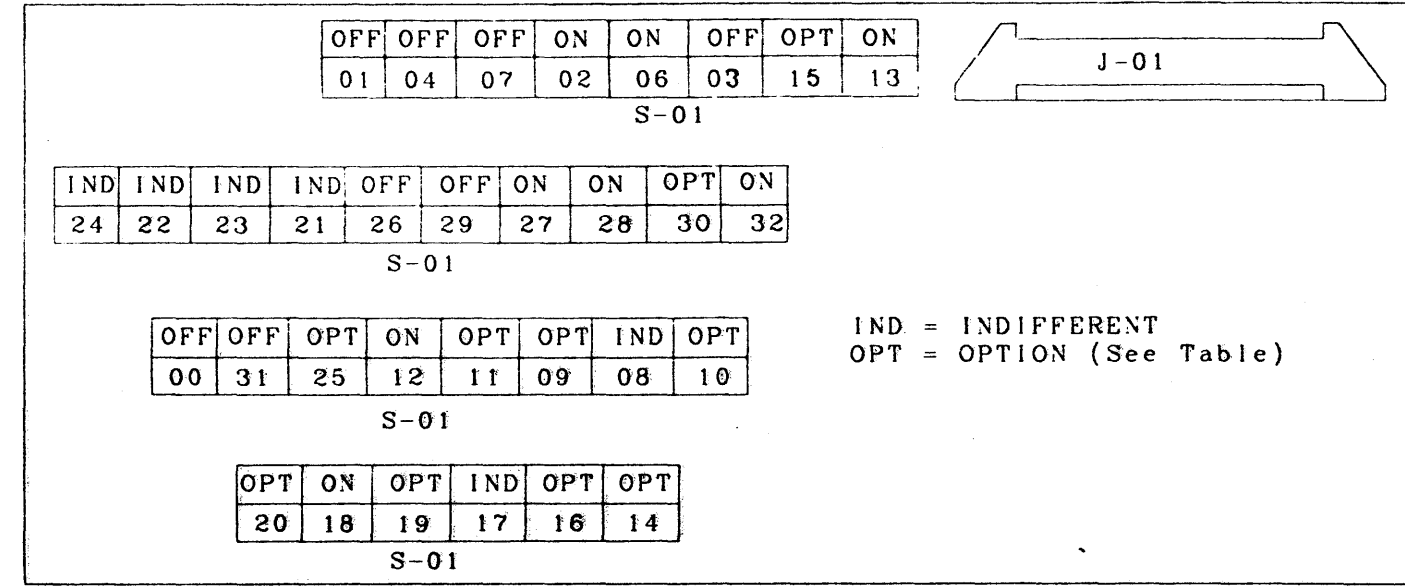 OFF OFF OFF ON ON OFF OPT ON
01 04 07 02 06 03 15 13
S-01
J-01
IND IND IND IND OFF OFF ON ON OPT ON
24 22 23 21 26 29 27 28 30 32
S-01
OFF OFF OPT ON OPT OPT IND OPT
00 31 25 12 11 09 08 10
S-01
IND = INDIFFERENT
OPT = OPTION (See Table)
OPT ON OPT IND OPT OPT
20 18 19 17 16 14
S-01